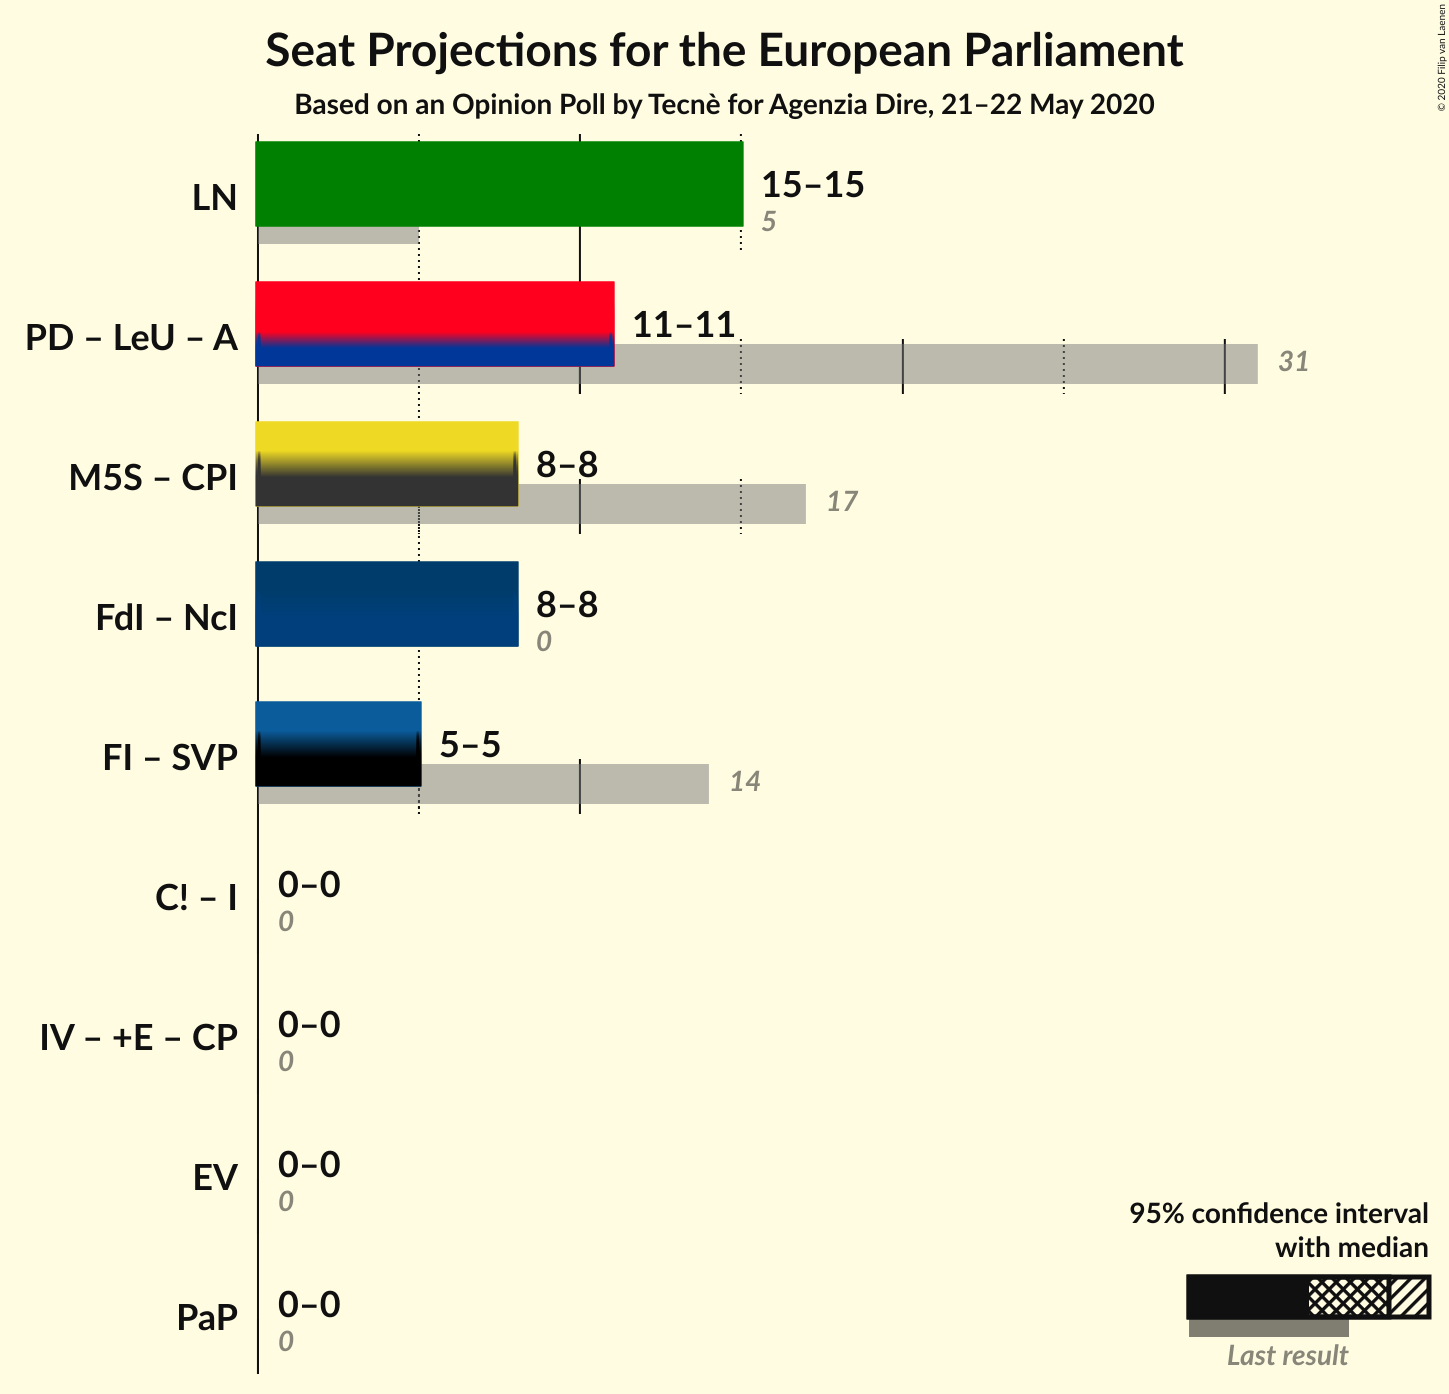 Seat Projections for the European Parliament
Based on an Opinion Poll by Tecnè for Agenzia Dire, 21–22 May 2020
© 2020 Filip van Laenen
LN
15–15
5
PD – LeU – A
11–11
31
M5S – CPI
8–8
17
FdI – NcI
8–8
0
FI – SVP
5–5
14
C! – I
0–0
0
IV – +E – CP
0–0
0
EV
0–0
0
PaP
0–0
0
95% confidence interval
with median
Last result